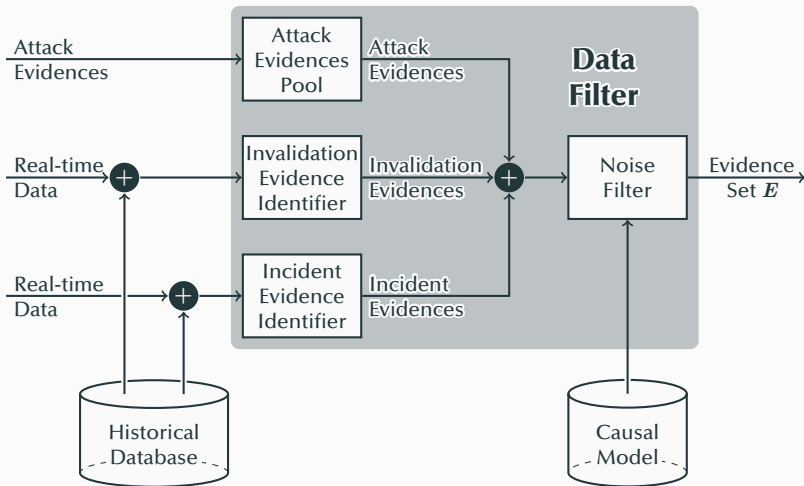 Attack
Evidences
Attack
Evidences
Pool
Attack
Evidences
Data
Filter
Real-time
Data
+
Invalidation
Evidence
Identifier
Invalidation
Evidences
+
Noise
Filter
Evidence
Set E
Real-time
Data
+
Incident
Evidence
Identifier
Incident
Evidences
Historical
Database
Causal
Model